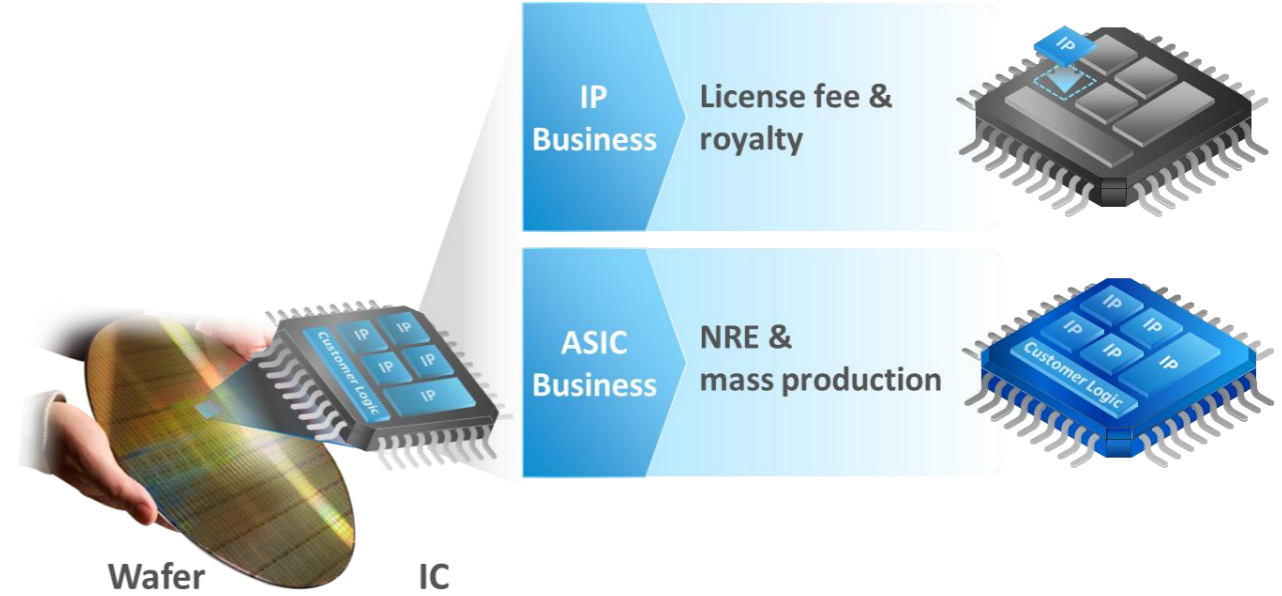 IP
Business
License fee &
royalty
IP
ASIC
Business
NRE &
mass production
IP
IP
IP
IP
IP
Customer Logic
Customer Logic
IP
IP
IP
IP
IP
Wafer
IC